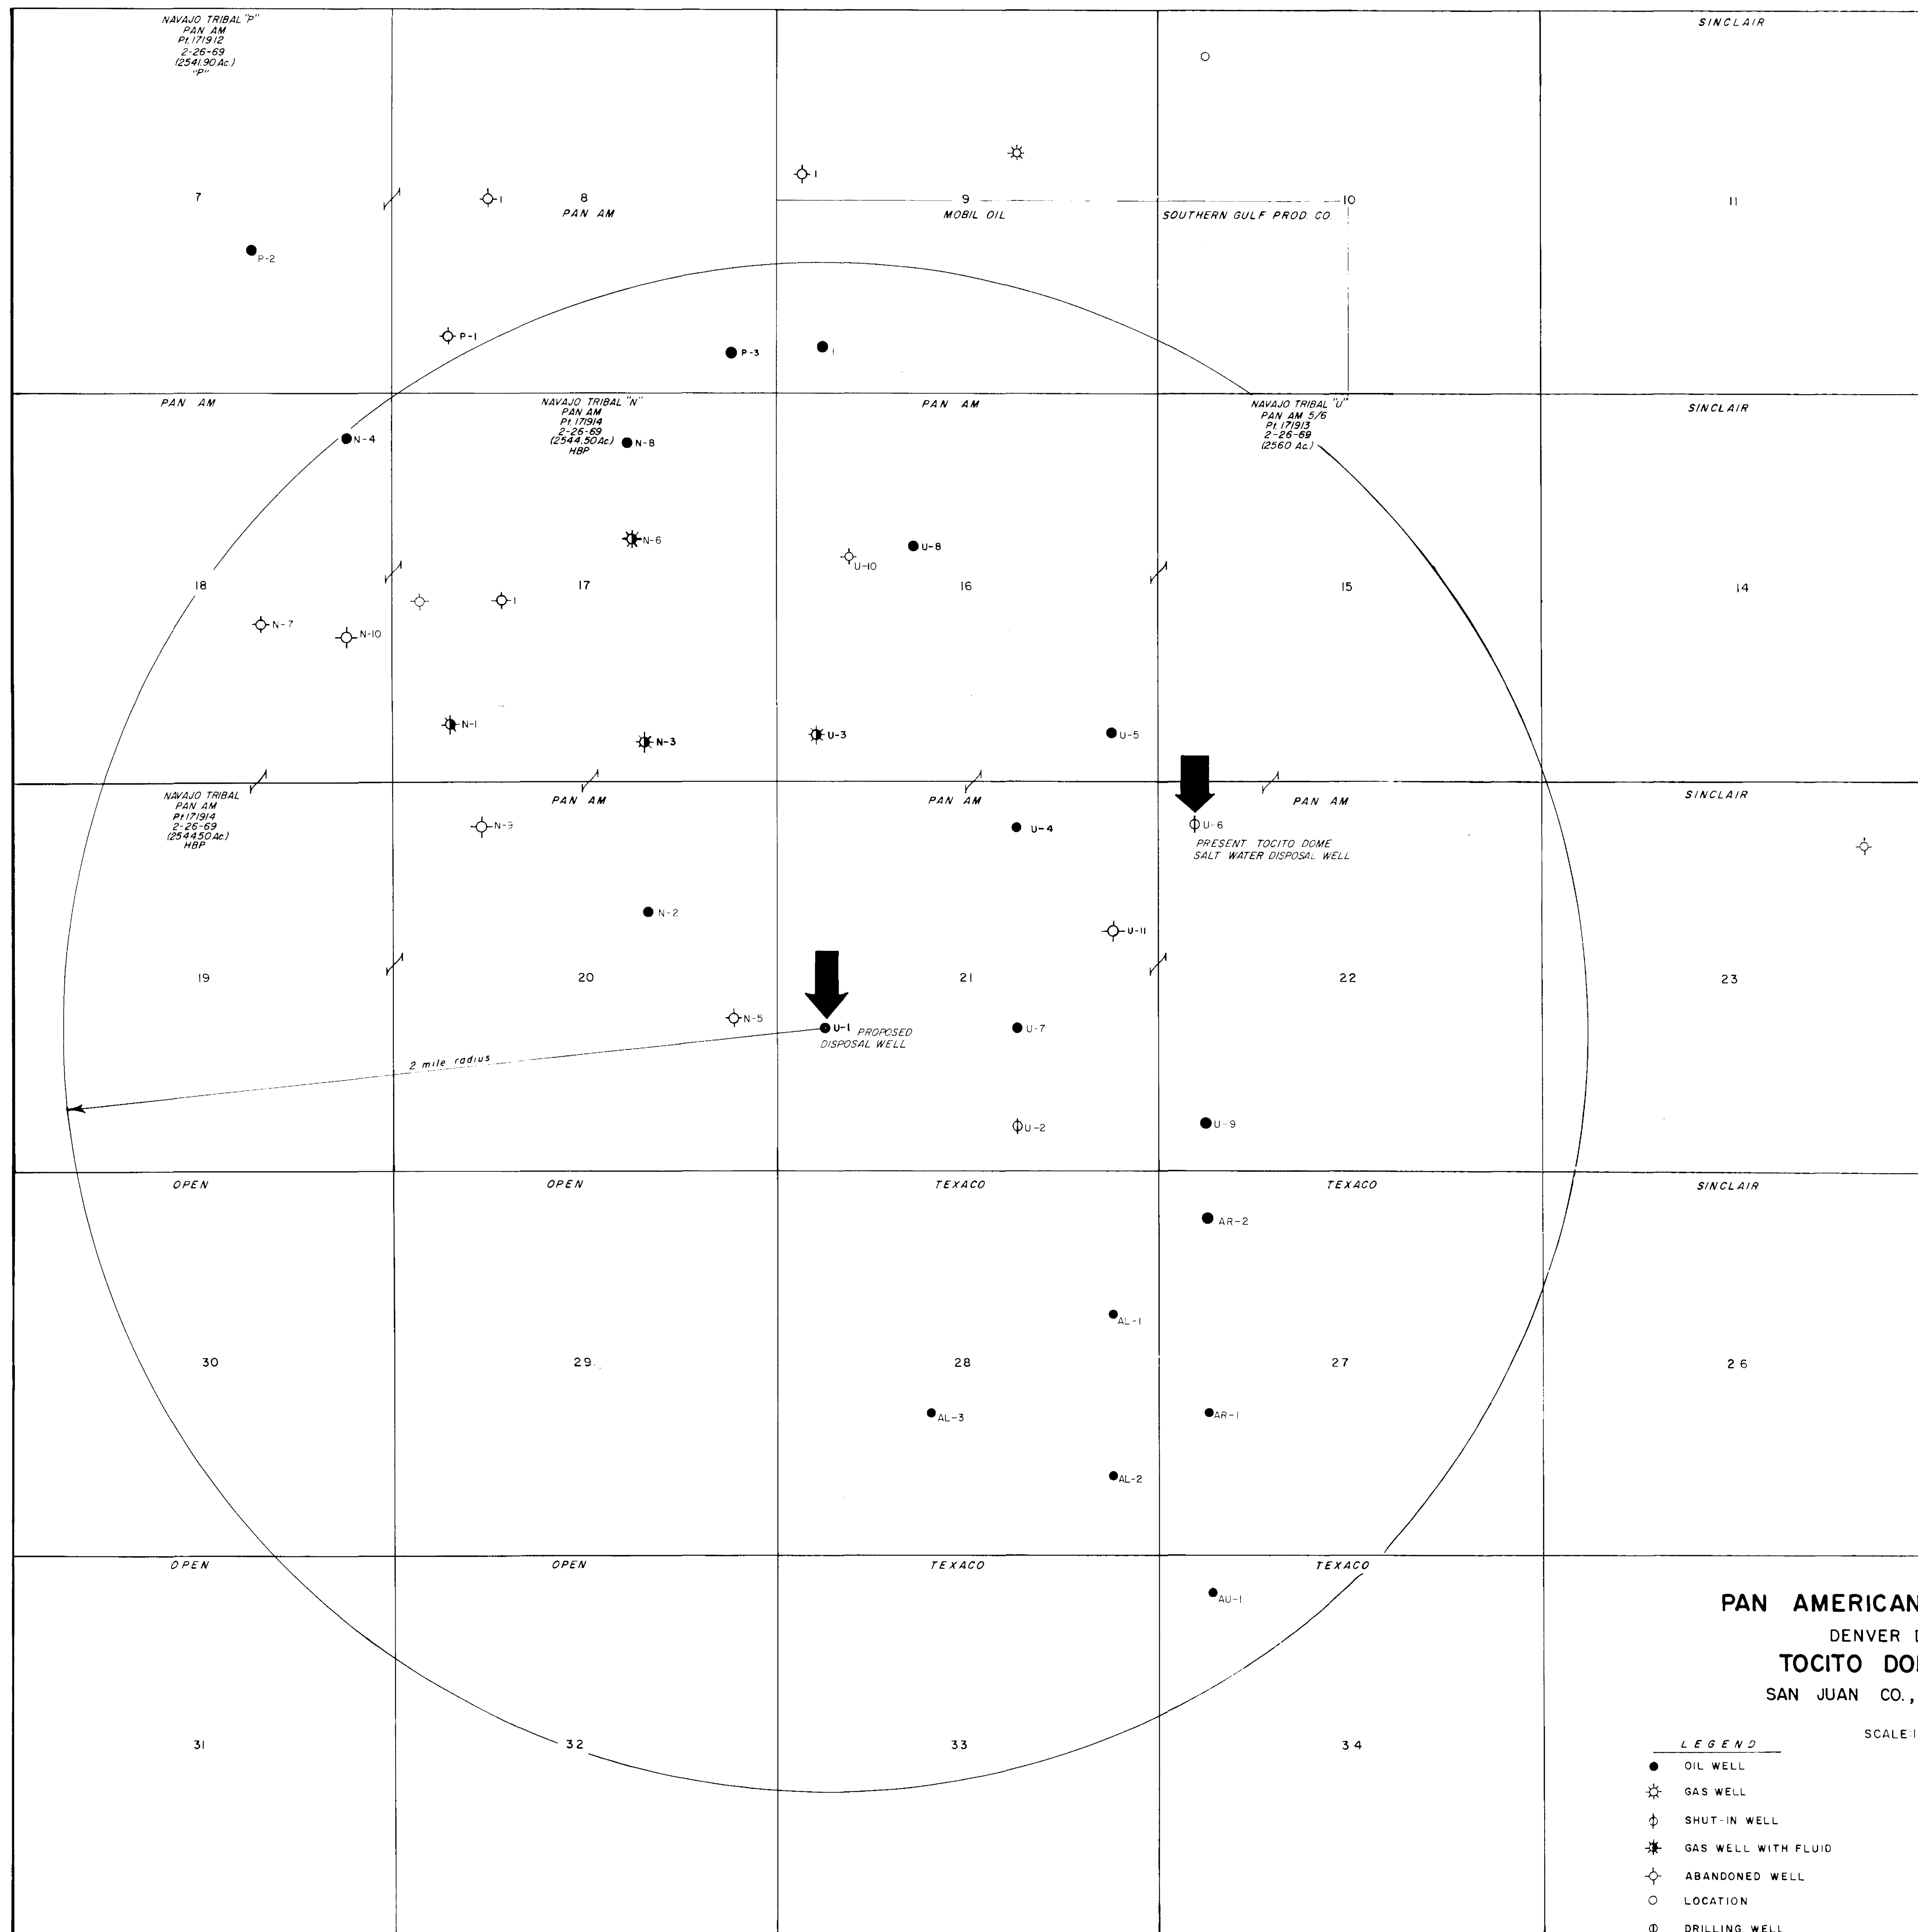 NAVAJO TRIBAL "P"
PAN AM
Pt.171912
2-26-69
(2541.90 Ac.)
"P"
SINCLAIR
1
7
1
8
PAN AM
9
MOBIL OIL
10
SOUTHERN GULF PROD. CO.
11
P-2
P-1
P-3
1
PAN AM
NAVAJO TRIBAL "N"
PAN AM
Pt. 171914
2-26-69
(2544.50 Ac.)
HBP
PAN AM
NAVAJO TRIBAL "U"
PAN AM 5/6
Pt. 171913
2-26-69
(2560 Ac.)
SINCLAIR
N-4
N-8
N-6
U-8
U-10
18
17
16
15
14
1
N-7
N-10
N-1
N-3
U-3
U-5
NAVAJO TRIBAL
PAN AM
Pt 171914
2-26-69
(2544.50 Ac.)
HBP
PAN AM
PAN AM
PAN AM
SINCLAIR
N-9
U-4
U-6
PRESENT TOCITO DOME
SALT WATER DISPOSAL WELL
N-2
U-11
19
20
21
22
23
N-5
U-1 PROPOSED
DISPOSAL WELL
U-7
2 mile radius
U-2
U-9
OPEN
OPEN
TEXACO
TEXACO
SINCLAIR
AR-2
AL-1
30
29
28
27
26
AL-3
AR-1
AL-2
OPEN
OPEN
TEXACO
TEXACO
AU-1
PAN AMERICAN
DENVER D
TOCITO DO
SAN JUAN CO.,
31
32
33
34
SCALE:1
LEGEND
OIL WELL
GAS WELL
SHUT-IN WELL
GAS WELL WITH FLUID
ABANDONED WELL
LOCATION
DRILLING WELL